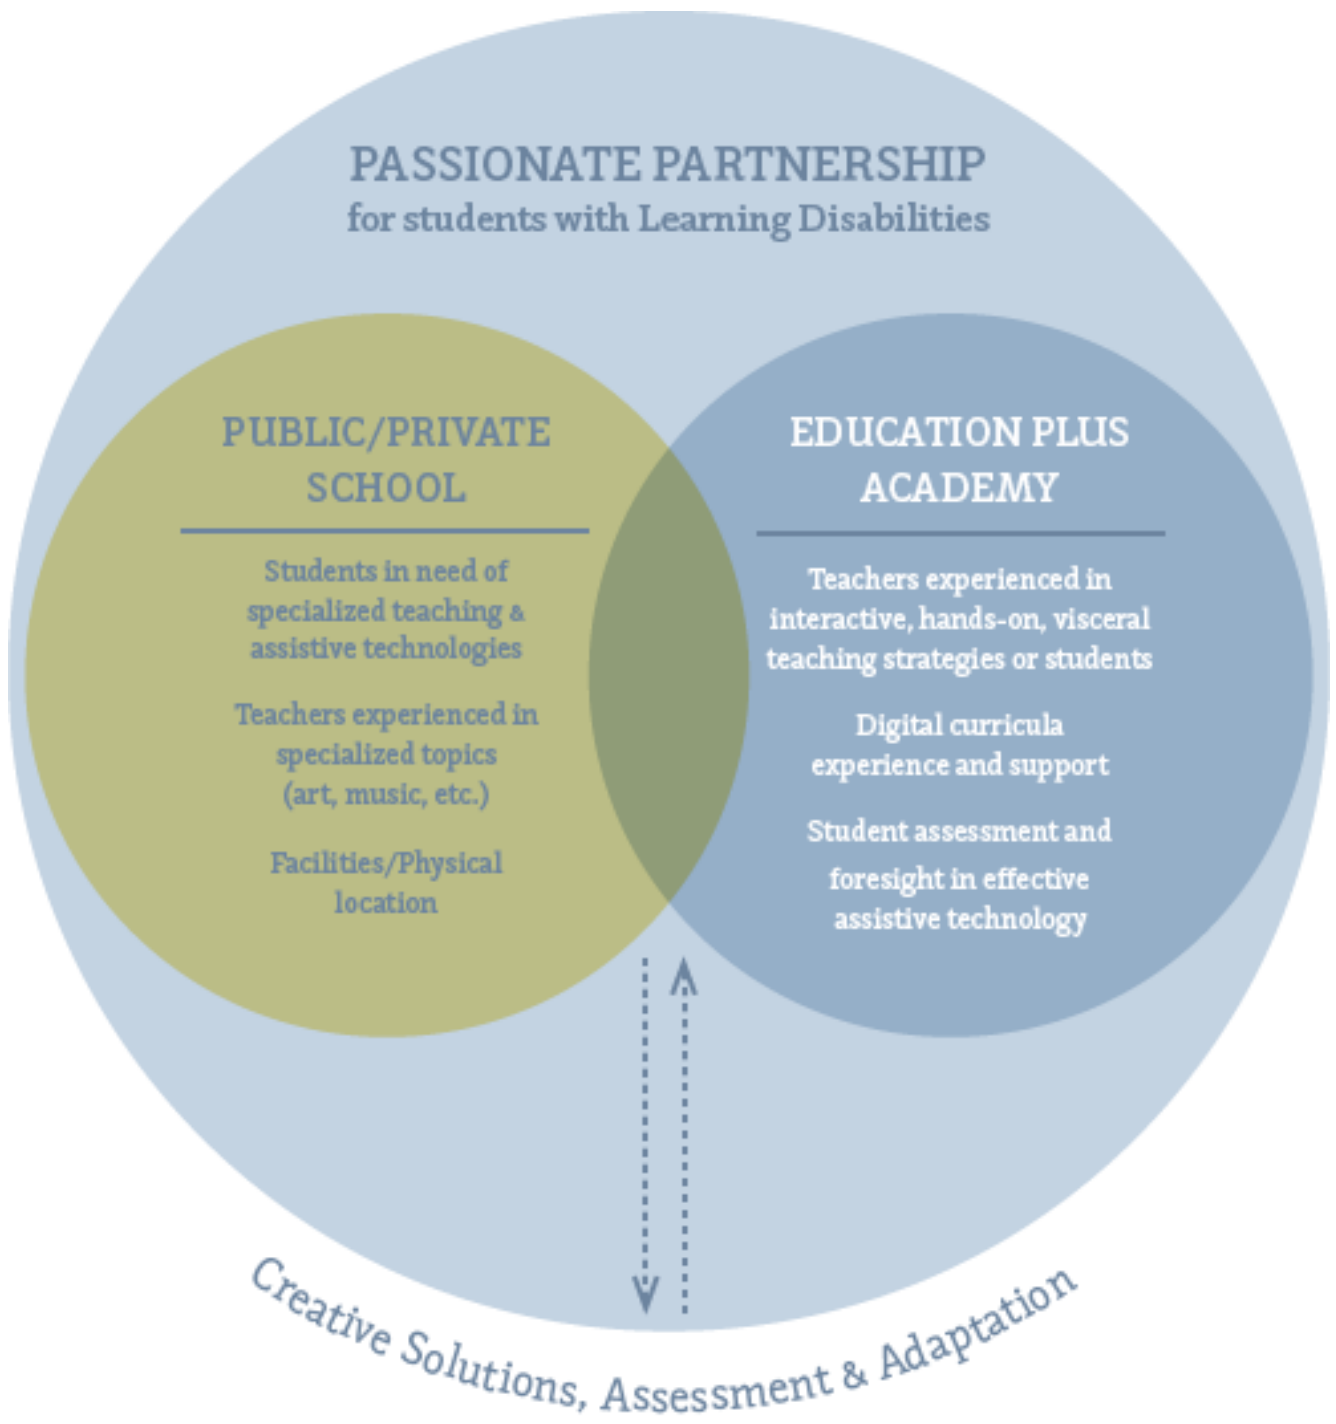 PASSIONATE PARTNERSHIP
for students with Learning Disabilities
PUBLIC/PRIVATE
SCHOOL
Students in need of
specialized teaching &
assistive technologies
Teachers experienced in
specialized topics
(art, music, etc.)
Facilities/Physical
location
EDUCATION PLUS
ACADEMY
Teachers experienced in
interactive, hands-on, visceral
teaching strategies or students
Digital curricula
experience and support
Student assessment and
foresight in effective
assistive technology
Creative Solutions, Assessment & Adaptation